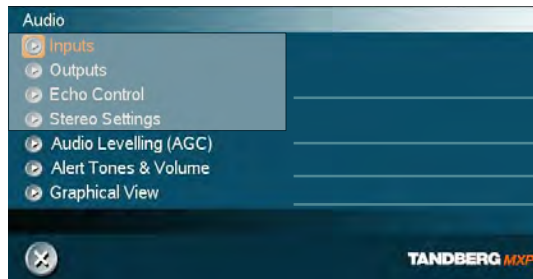 Audio
Inputs
Outputs
Echo Control
Stereo Settings
Audio Levelling (AGC)
Alert Tones & Volume
Graphical View
TANDBERG MXP